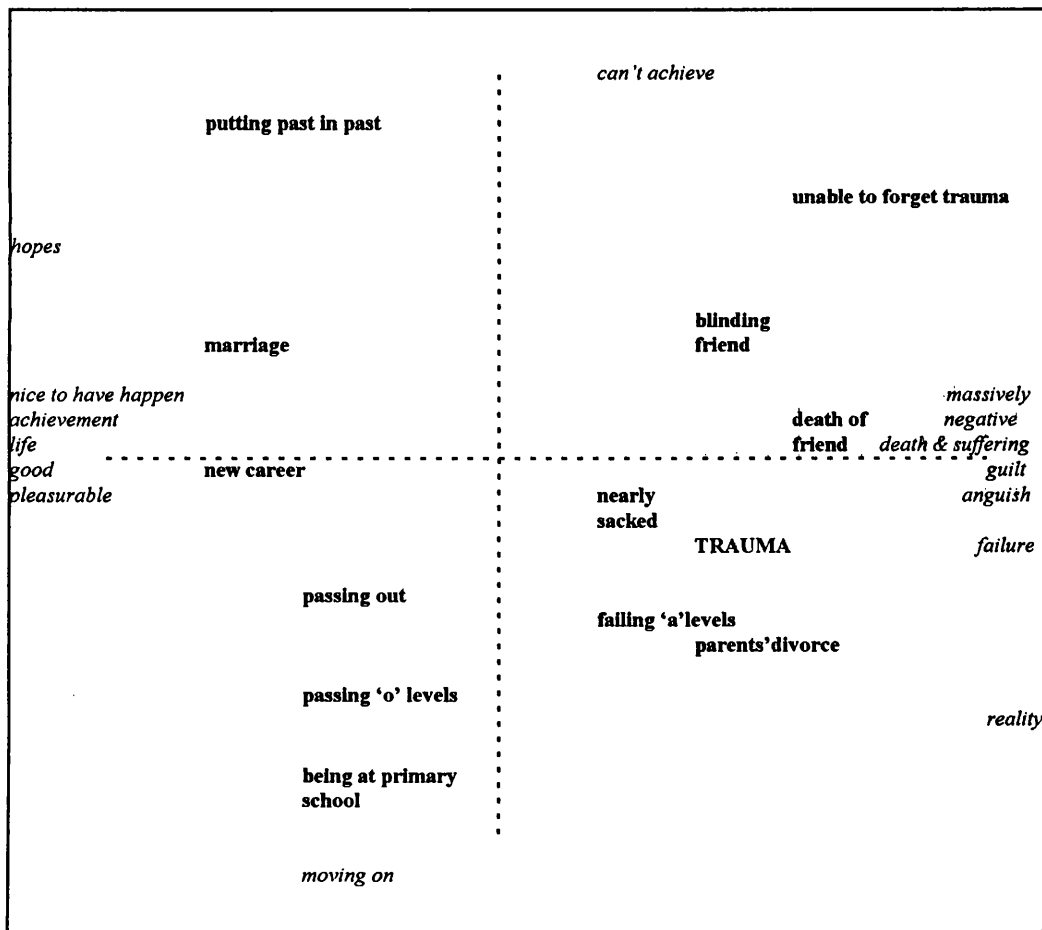 can't achieve
putting past in past
unable to forget trauma
hopes
blinding
marriage friend
nice to have happen massively
achievement death of negative
life friend death & suffering
good new career guilt
pleasurable nearly anguish
sacked
TRAUMA failure
passing out
failing ‘a’levels
parents’divorce
passing ‘o’ levels
reality
being at primary
school
moving on